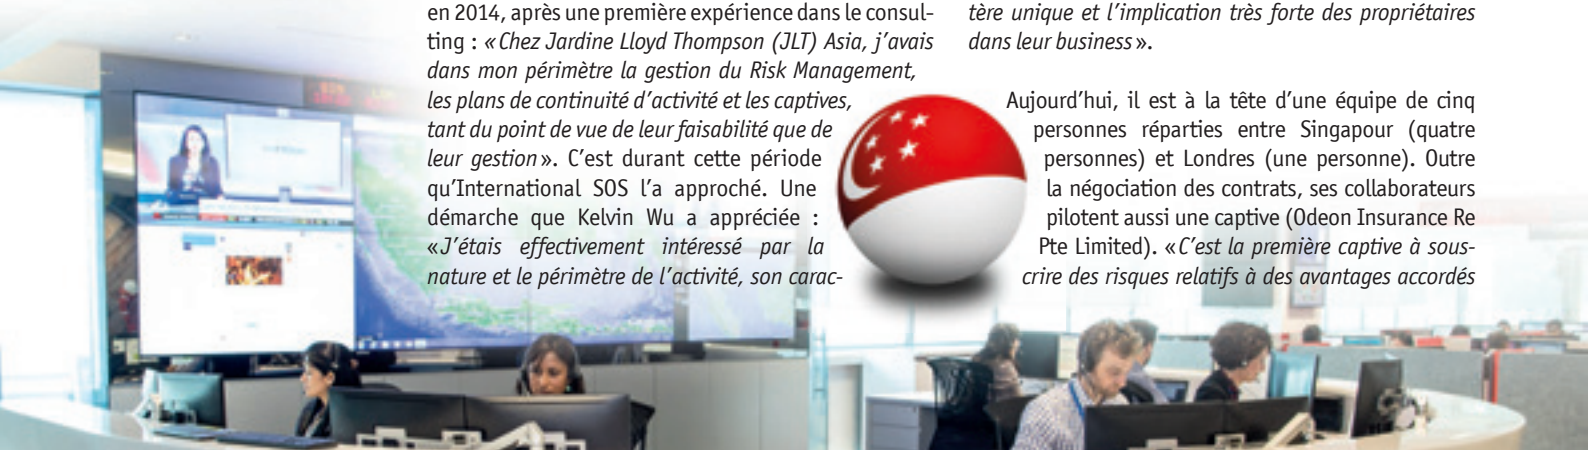 en 2014, après une première expérience dans le consul-
ting : « Chez Jardine Lloyd Thompson (JLT) Asia, j'avais
dans mon périmètre la gestion du Risk Management,
les plans de continuité d'activité et les captives,
tant du point de vue de leur faisabilité que de
leur gestion ». C'est durant cette période
qu'International SOS l'a approché. Une
démarche que Kelvin Wu a appréciée :
« J'étais effectivement intéressé par la
nature et le périmètre de l'activité, son carac-
tère unique et l'implication très forte des propriétaires
dans leur business ».
Aujourd'hui, il est à la tête d'une équipe de cinq
personnes réparties entre Singapour (quatre
personnes) et Londres (une personne). Outre
la négociation des contrats, ses collaborateurs
pilotent aussi une captive (Odeon Insurance Re
Pte Limited). « C'est la première captive à sous-
crire des risques relatifs à des avantages accordés